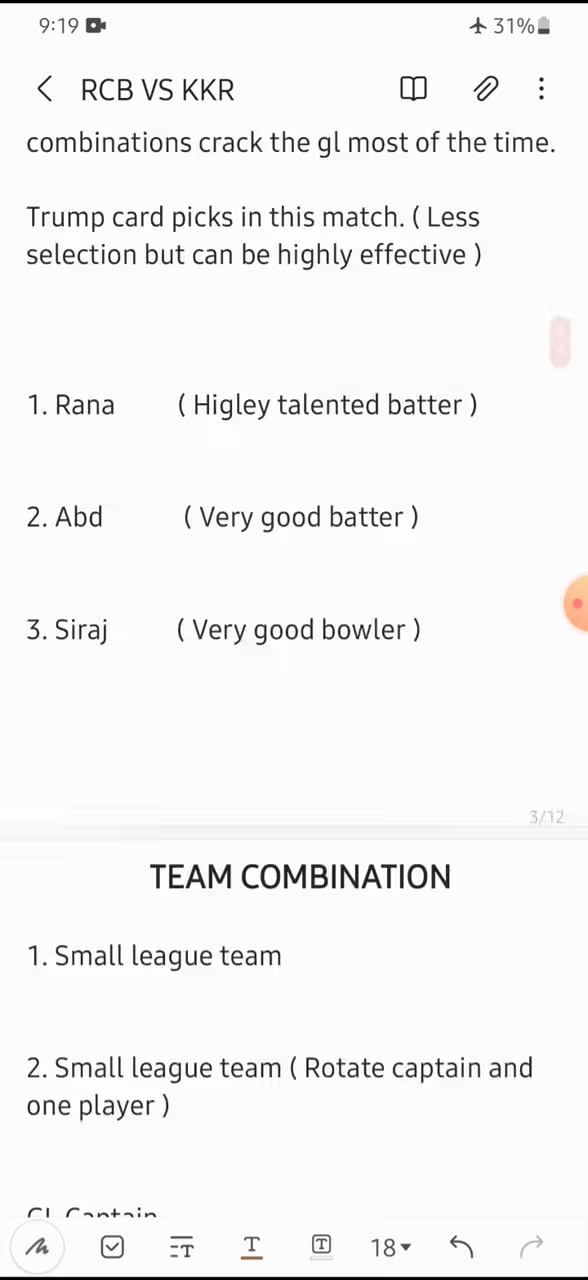 9:19 31%
RCB VS KKR
combinations crack the gl most of the time.
Trump card picks in this match. ( Less
selection but can be highly effective )
1. Rana ( Higley talented batter )
2. Abd ( Very good batter )
3. Siraj ( Very good bowler )
3/12
TEAM COMBINATION
1. Small league team
2. Small league team ( Rotate captain and
one player )
GL Captain
18